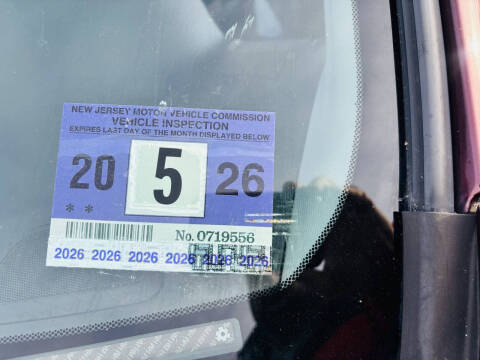 NEW JERSEY MOTOR VEHICLE COMMISSION
VEHICLE INSPECTION
EXPIRES LAST DAY OF THE MONTH DISPLAYED BELOW
20 5 26
* *
No. 0719556
2026 2026 2026 2026 2026 2026